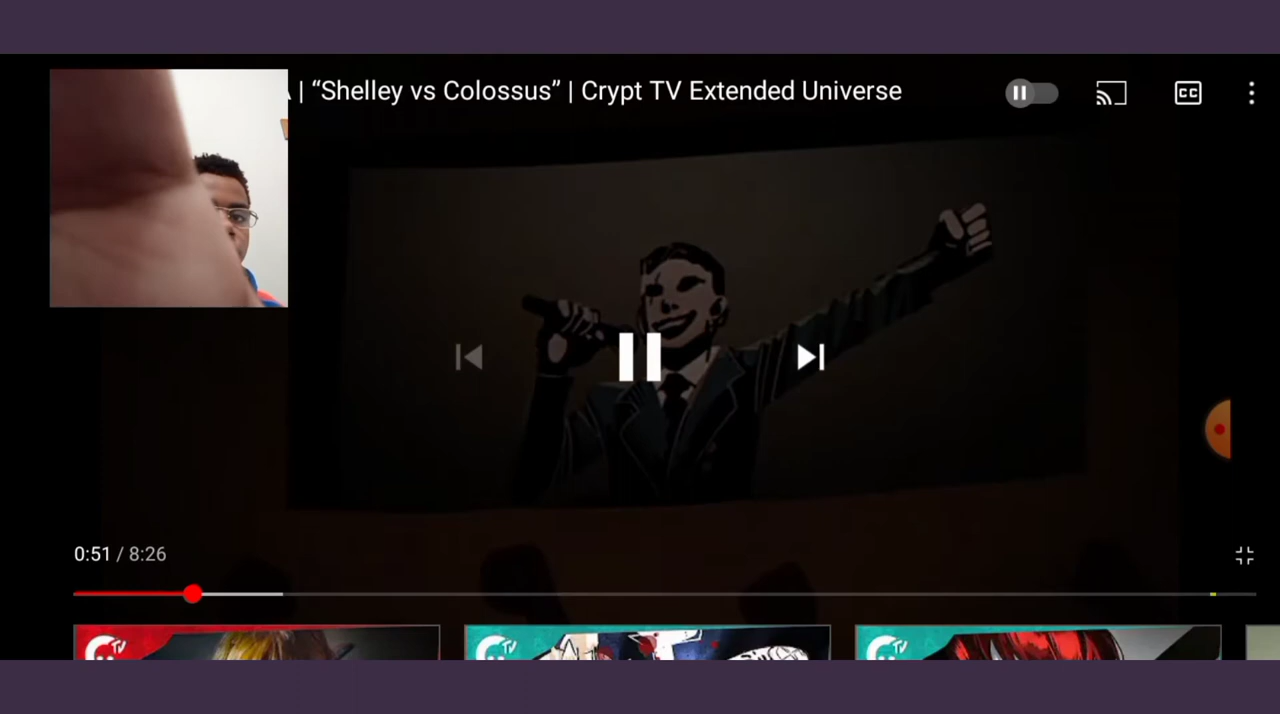 | “Shelley vs Colossus” | Crypt TV Extended Universe
CC
0:51 / 8:26
TV
TV
TV